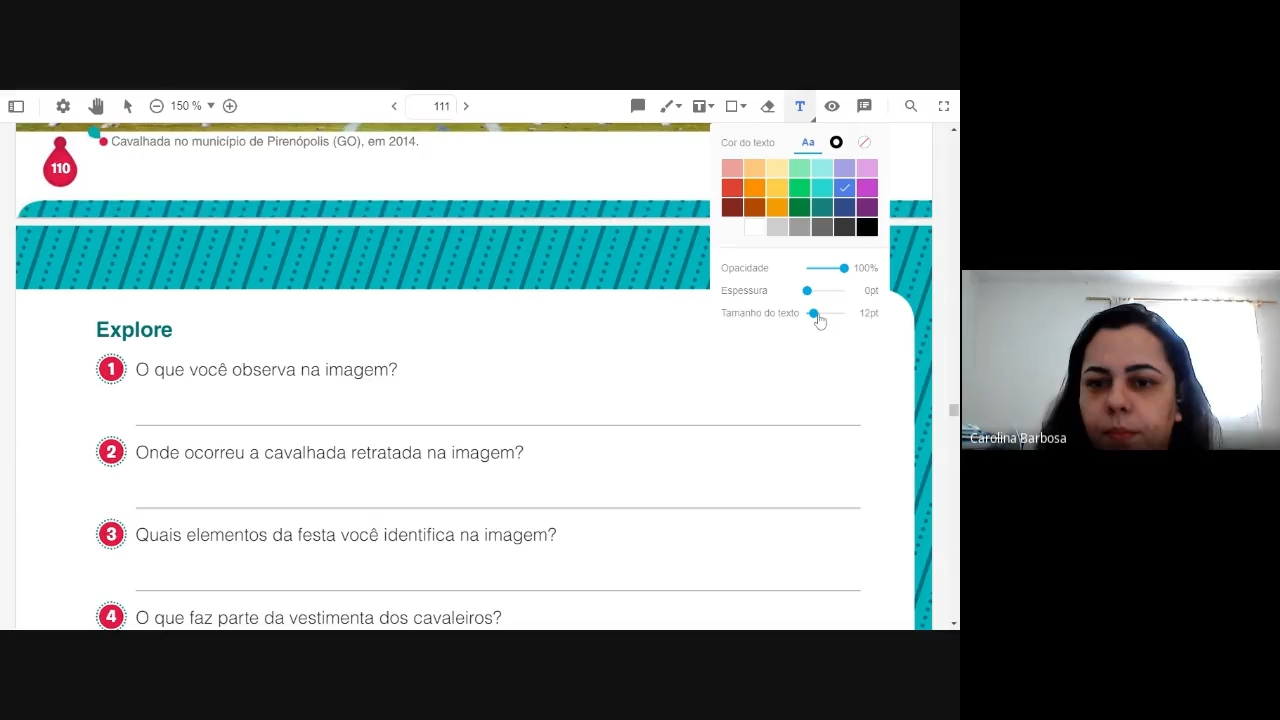 150 %
111
Cavalhada no município de Pirenópolis (GO), em 2014.
110
Cor do texto
Aa
Opacidade 100%
Espessura 0pt
Tamanho do texto 12pt
Explore
1 O que você observa na imagem?
2 Onde ocorreu a cavalhada retratada na imagem?
3 Quais elementos da festa você identifica na imagem?
4 O que faz parte da vestimenta dos cavaleiros?
Carolina Barbosa